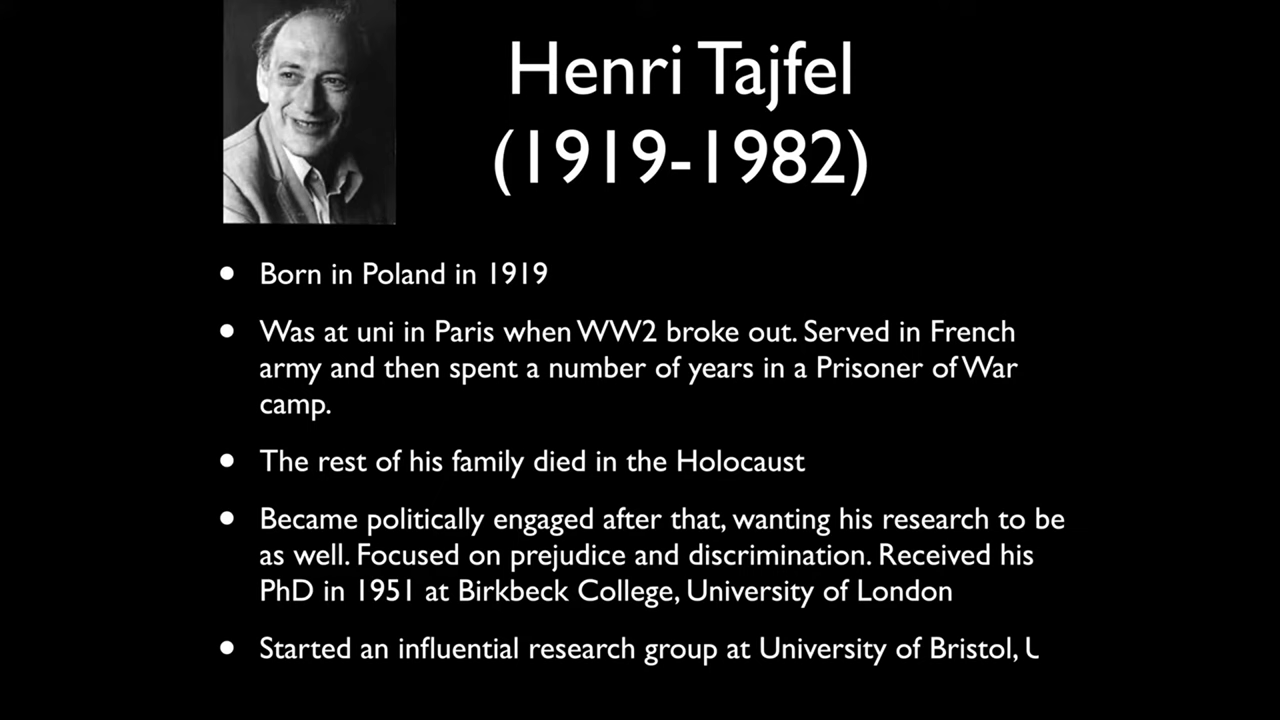 Henri Tajfel
(1919-1982)
• Born in Poland in 1919
• Was at uni in Paris when WW2 broke out. Served in French
army and then spent a number of years in a Prisoner of War
camp.
• The rest of his family died in the Holocaust
• Became politically engaged after that, wanting his research to be
as well. Focused on prejudice and discrimination. Received his
PhD in 1951 at Birkbeck College, University of London
• Started an influential research group at University of Bristol,